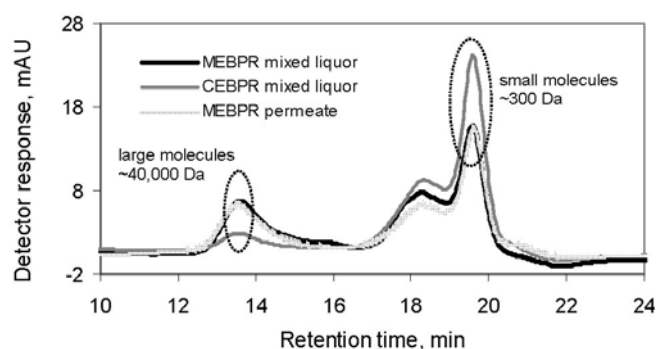 28
18
8
-2
Detector response, mAU
MEBPR mixed liquor
CEBPR mixed liquor
MEBPR permeate
large molecules
~40,000 Da
small molecules
~300 Da
10 12 14 16 18 20 22 24
Retention time, min